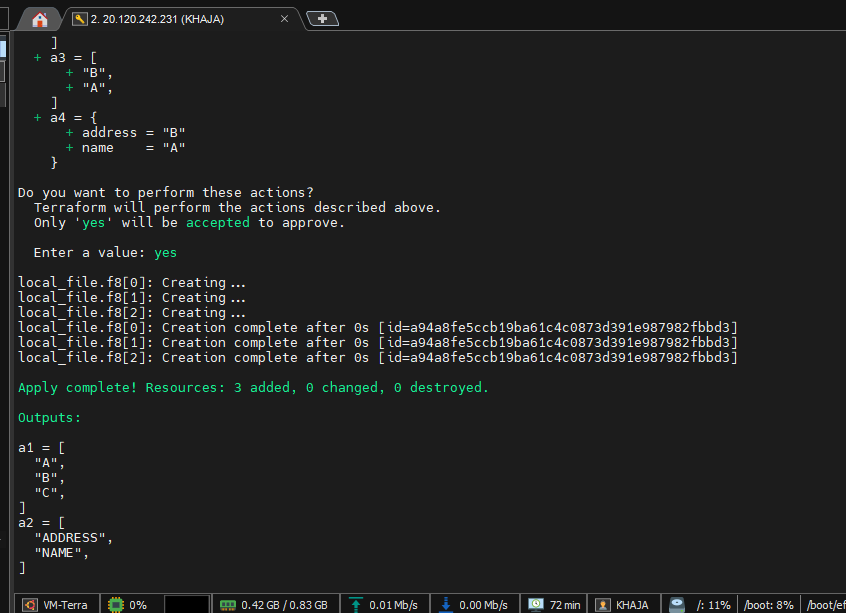 2. 20.120.242.231 (KHAJA)
]
+ a3 = [
+ "B",
+ "A",
]
+ a4 = {
+ address = "B"
+ name    = "A"
}
Do you want to perform these actions?
Terraform will perform the actions described above.
Only 'yes' will be accepted to approve.
Enter a value: yes
local_file.f8[0]: Creating...
local_file.f8[1]: Creating...
local_file.f8[2]: Creating...
local_file.f8[0]: Creation complete after 0s [id=a94a8fe5ccb19ba61c4c0873d391e987982fbbd3]
local_file.f8[1]: Creation complete after 0s [id=a94a8fe5ccb19ba61c4c0873d391e987982fbbd3]
local_file.f8[2]: Creation complete after 0s [id=a94a8fe5ccb19ba61c4c0873d391e987982fbbd3]
Apply complete! Resources: 3 added, 0 changed, 0 destroyed.
Outputs:
a1 = [
"A",
"B",
"C",
]
a2 = [
"ADDRESS",
"NAME",
]
VM-Terra 0% 0.42 GB / 0.83 GB 0.01 Mb/s 0.00 Mb/s 72 min KHAJA /: 11% /boot: 8% /boot/ef